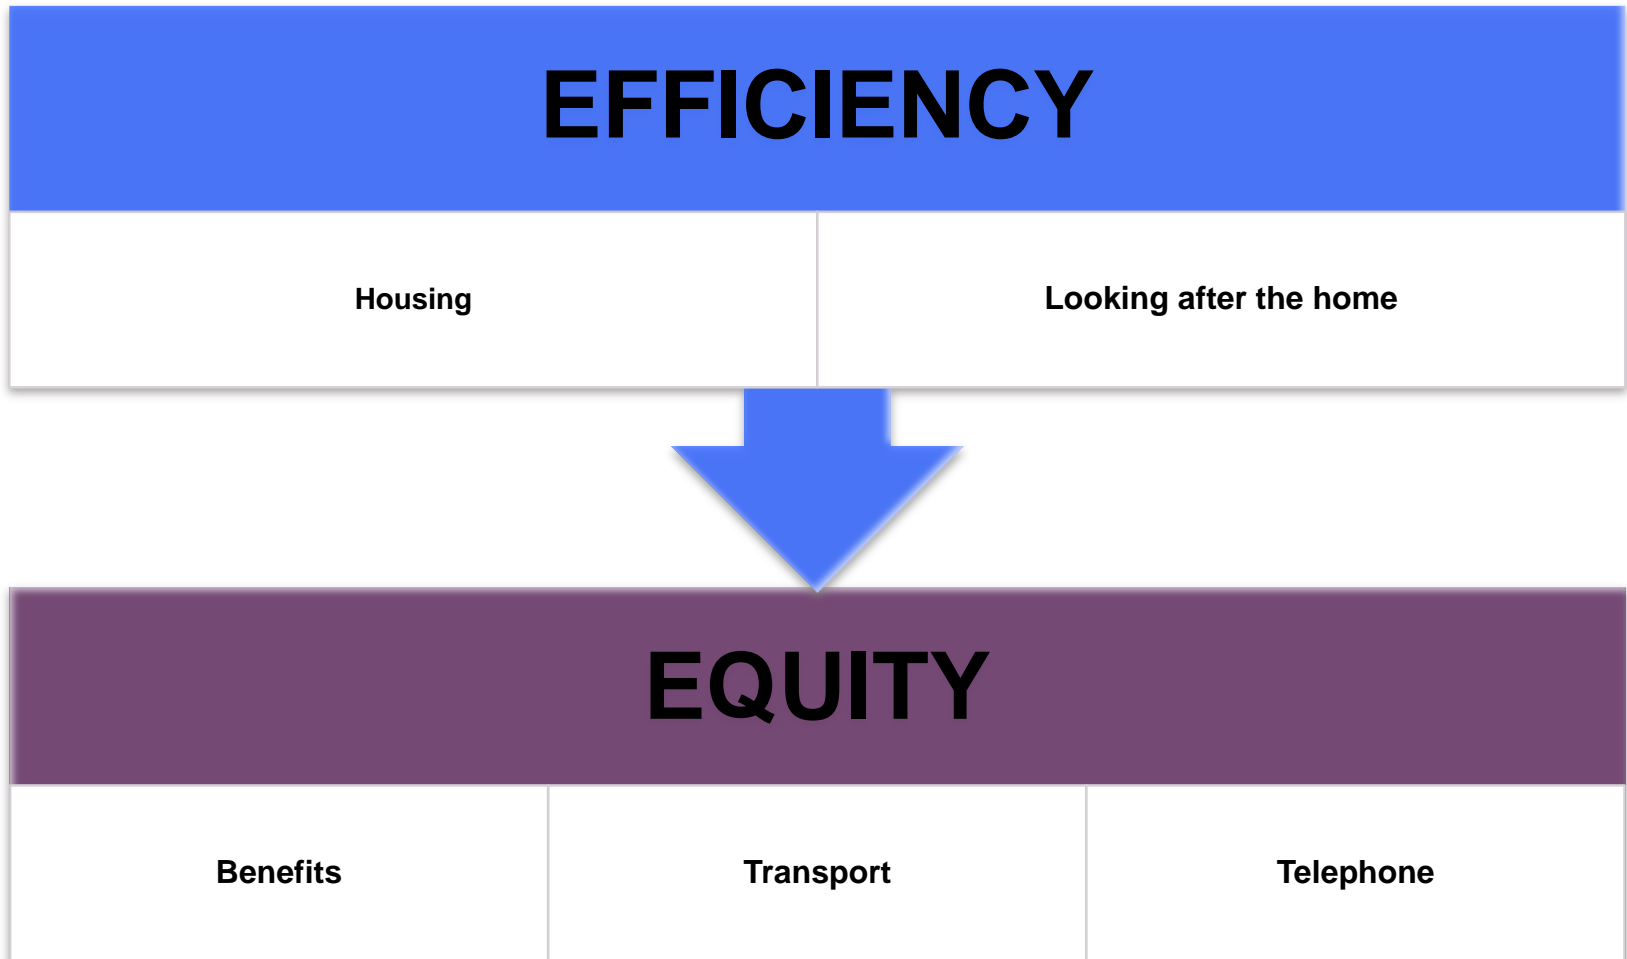 EFFICIENCY
Housing
Looking after the home
EQUITY
Benefits
Transport
Telephone